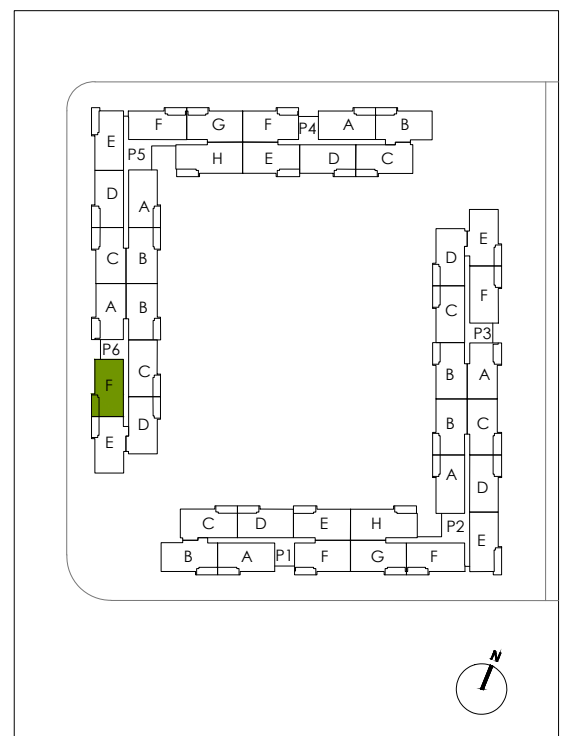 F G F P4 A B
E P5 H E D C
D A
C B
A B
P6
F C
E D
E
D F
C P3
B A
B C
A D
P2 E
C D E H
B A P1 F G F
N